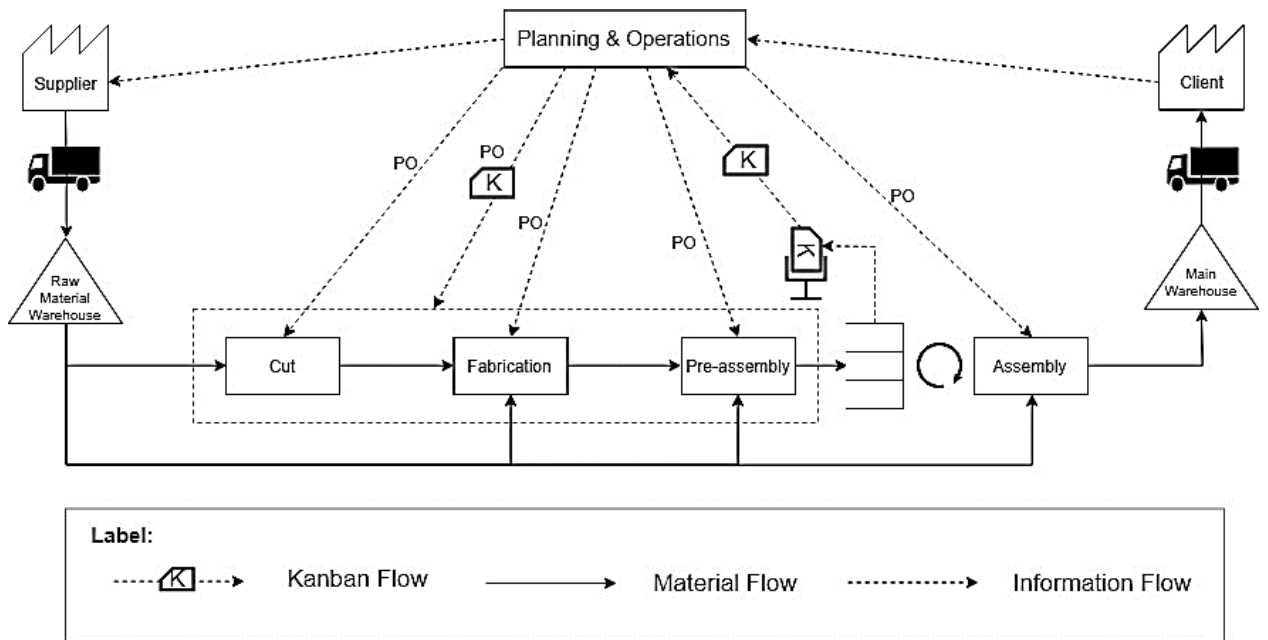 Planning & Operations
Supplier
Client
PO
PO
K
K
PO
PO
PO
K
Raw
Material
Warehouse
Main
Warehouse
Cut
Fabrication
Pre-assembly
Assembly
Label:
K
Kanban Flow
Material Flow
Information Flow